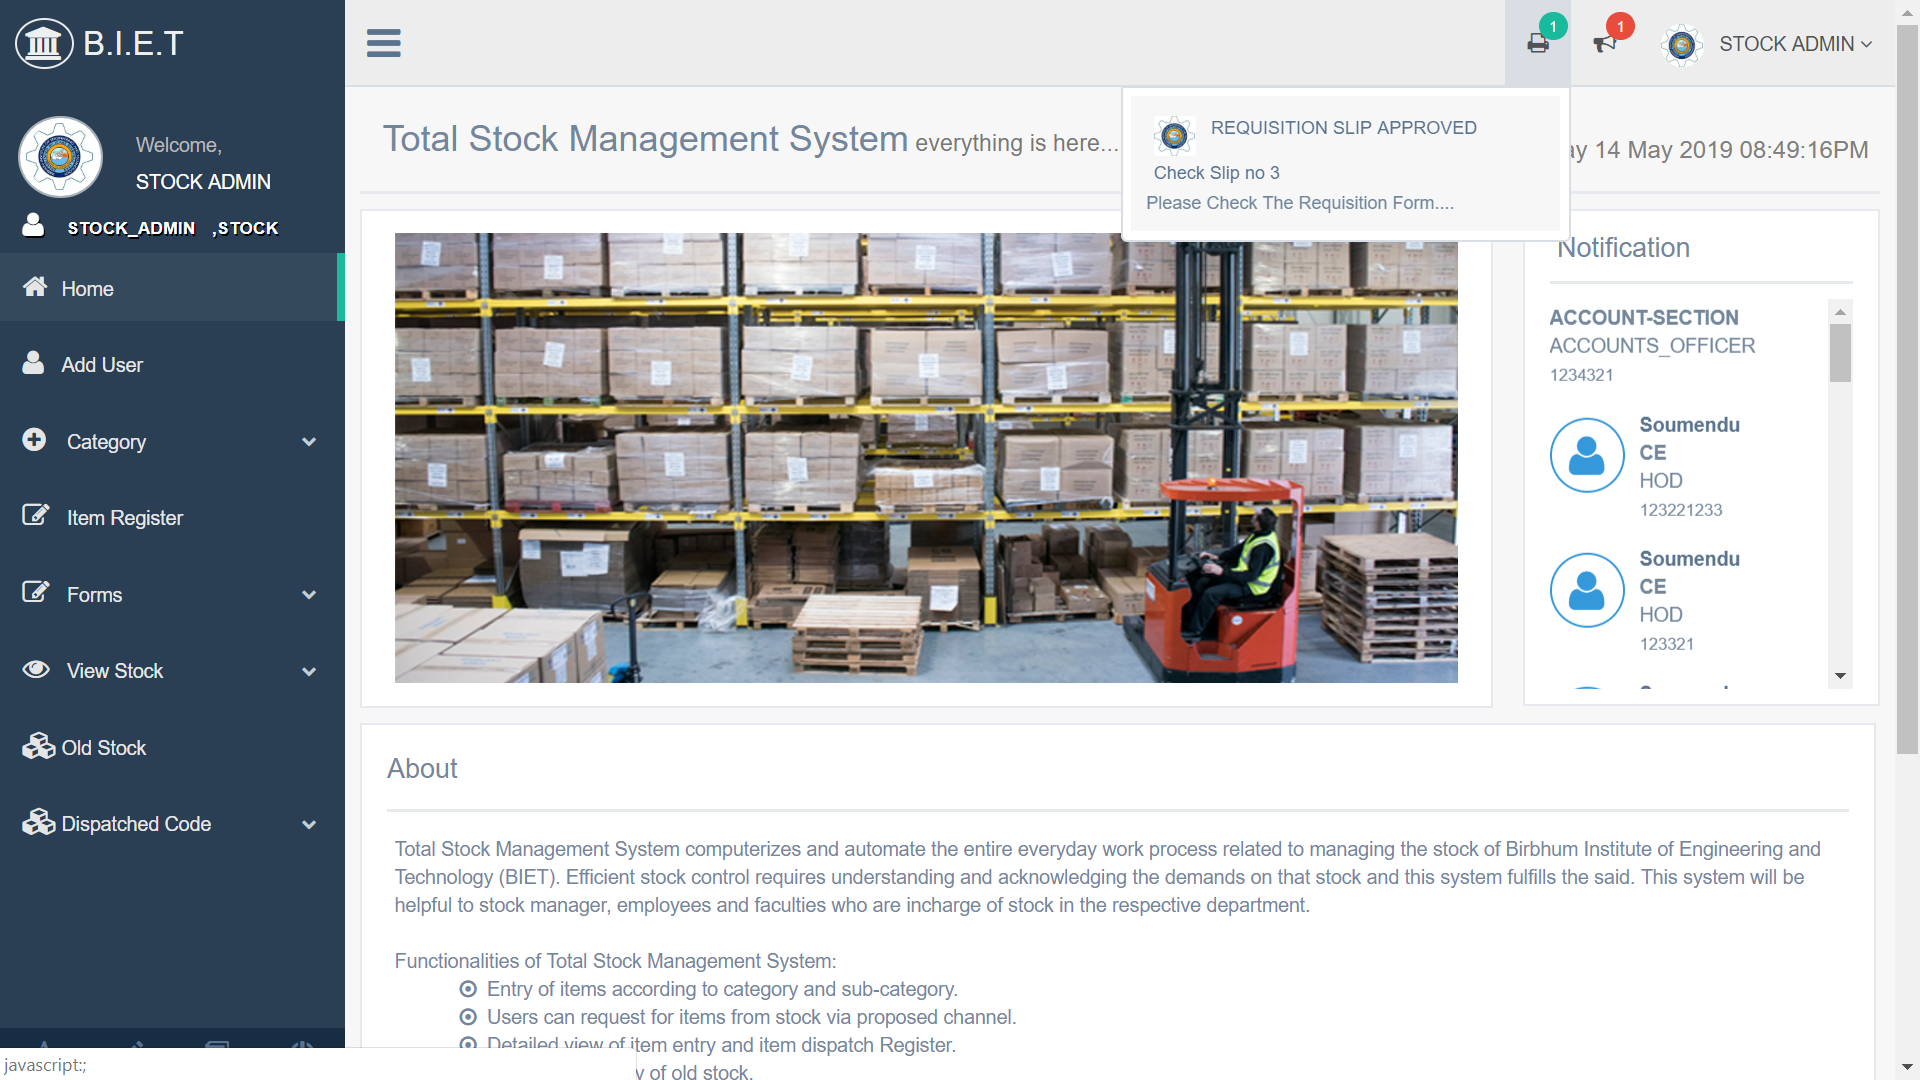 B.I.E.T
1
1
STOCK ADMIN
Welcome,
STOCK ADMIN
STOCK_ADMIN ,STOCK
Home
Add User
Category
Item Register
Forms
View Stock
Old Stock
Dispatched Code
Total Stock Management System everything is here...
14 May 2019 08:49:16PM
REQUISITION SLIP APPROVED
Check Slip no 3
Please Check The Requisition Form....
Notification
ACCOUNT-SECTION
ACCOUNTS_OFFICER
1234321
Soumendu
CE
HOD
123221233
Soumendu
CE
HOD
123321
About
Total Stock Management System computerizes and automate the entire everyday work process related to managing the stock of Birbhum Institute of Engineering and
Technology (BIET). Efficient stock control requires understanding and acknowledging the demands on that stock and this system fulfills the said. This system will be
helpful to stock manager, employees and faculties who are incharge of stock in the respective department.
Functionalities of Total Stock Management System:
Entry of items according to category and sub-category.
Users can request for items from stock via proposed channel.
Detailed view of item entry and item dispatch Register.
of old stock.
javascript:;